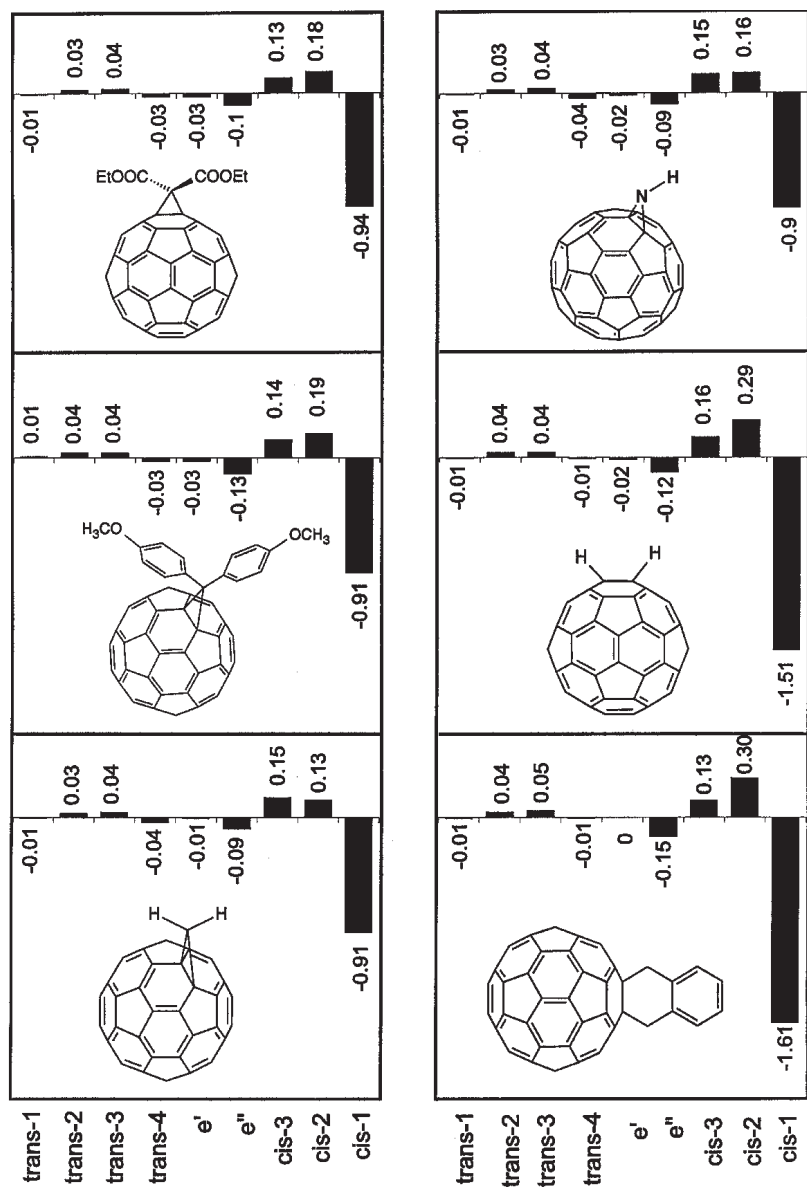 trans-1
trans-2
trans-3
trans-4
e'
e"
cis-3
cis-2
cis-1
H
H
-0.01
0.03
0.04
-0.04
-0.01
-0.09
0.15
0.13
-0.91
H₃CO
OCH₃
0.01
0.04
0.04
-0.03
-0.03
-0.13
0.14
0.19
-0.91
EtOOC
COOEt
-0.01
0.03
0.04
-0.03
-0.03
-0.1
0.13
0.18
-0.94
trans-1
trans-2
trans-3
trans-4
e'
e"
cis-3
cis-2
cis-1
-0.01
0.04
0.05
-0.01
0
-0.15
0.13
0.30
-1.61
H
H
-0.01
0.04
0.04
-0.01
-0.02
-0.12
0.16
0.29
-1.51
N
H
-0.01
0.03
0.04
-0.04
-0.02
-0.09
0.15
0.16
-0.9